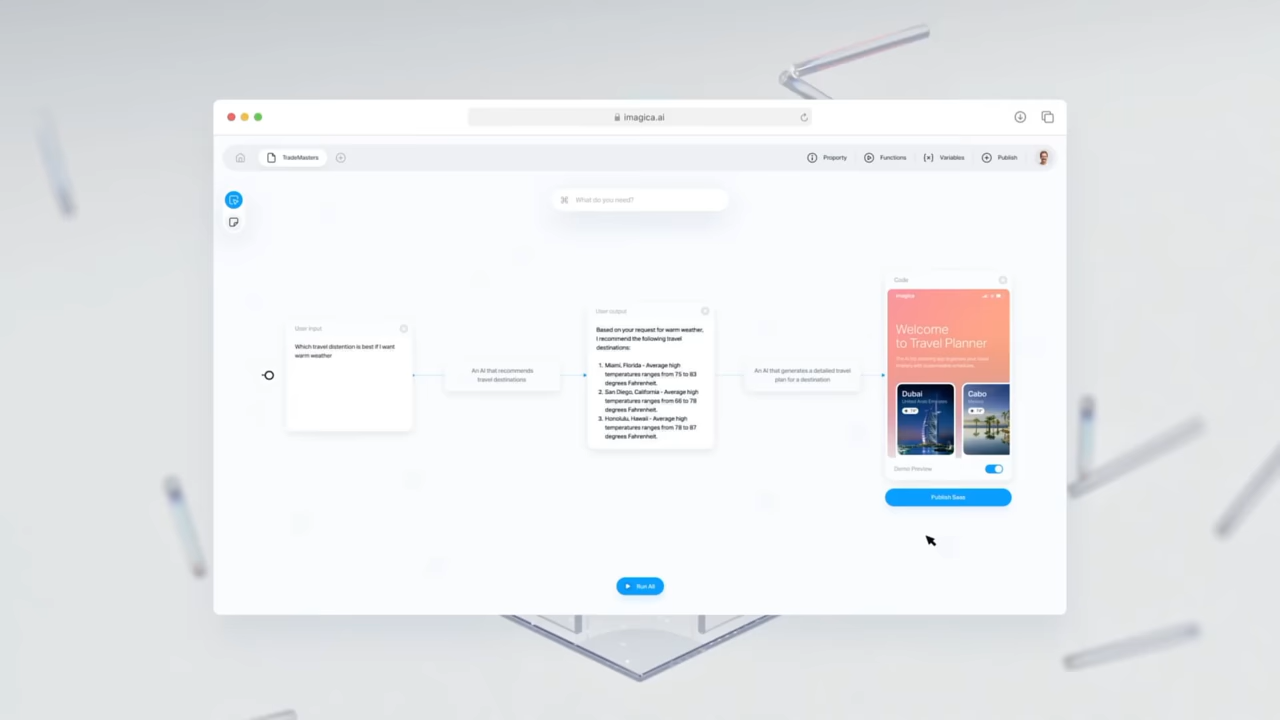 imagica.ai
TradeMasters
Proporty
Functions
Variables
Publish
What do you need?
User input
Which travel distention is best if I want
warm weather
An AI that recommends
travel destinations
User output
Based on your request for warm weather,
I recommend the following travel
destinations:
1. Miami, Florida - Average high
temperatures ranges from 75 to 83
degrees Fahrenheit.
2. San Diego, California - Average high
temperatures ranges from 66 to 78
degrees Fahrenheit.
3. Honolulu, Hawaii - Average high
temperatures ranges from 78 to 87
degrees Fahrenheit.
An AI that generates a detailed travel
plan for a destination
Code
imagica
Welcome
to Travel Planner
Dubai
United Arab Emirates
Cabo
Demo Preview
Publish
Run All